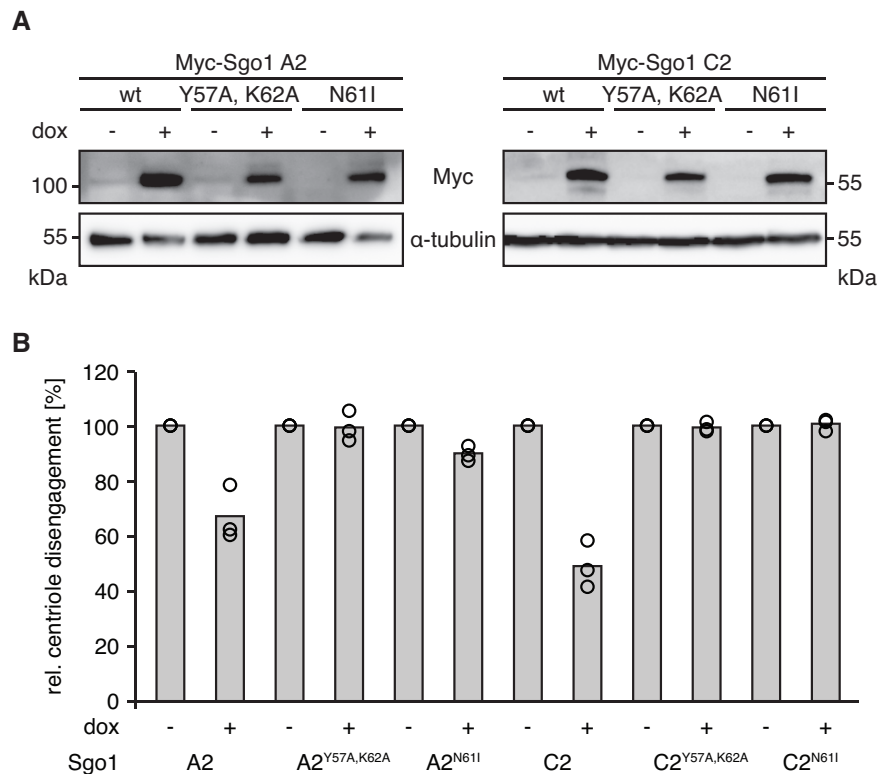 A
Myc-Sgo1 A2 Myc-Sgo1 C2
wt Y57A, K62A N61I wt Y57A, K62A N61I
dox - + - + - + - + - + - +
100 Myc 55
55 α-tubulin 55
kDa kDa
B
rel. centriole disengagement [%]
120
100
80
60
40
20
0
dox - + - + - + - + - + - +
Sgo1 A2 A2Y57A,K62A A2N61I C2 C2Y57A,K62A C2N61I